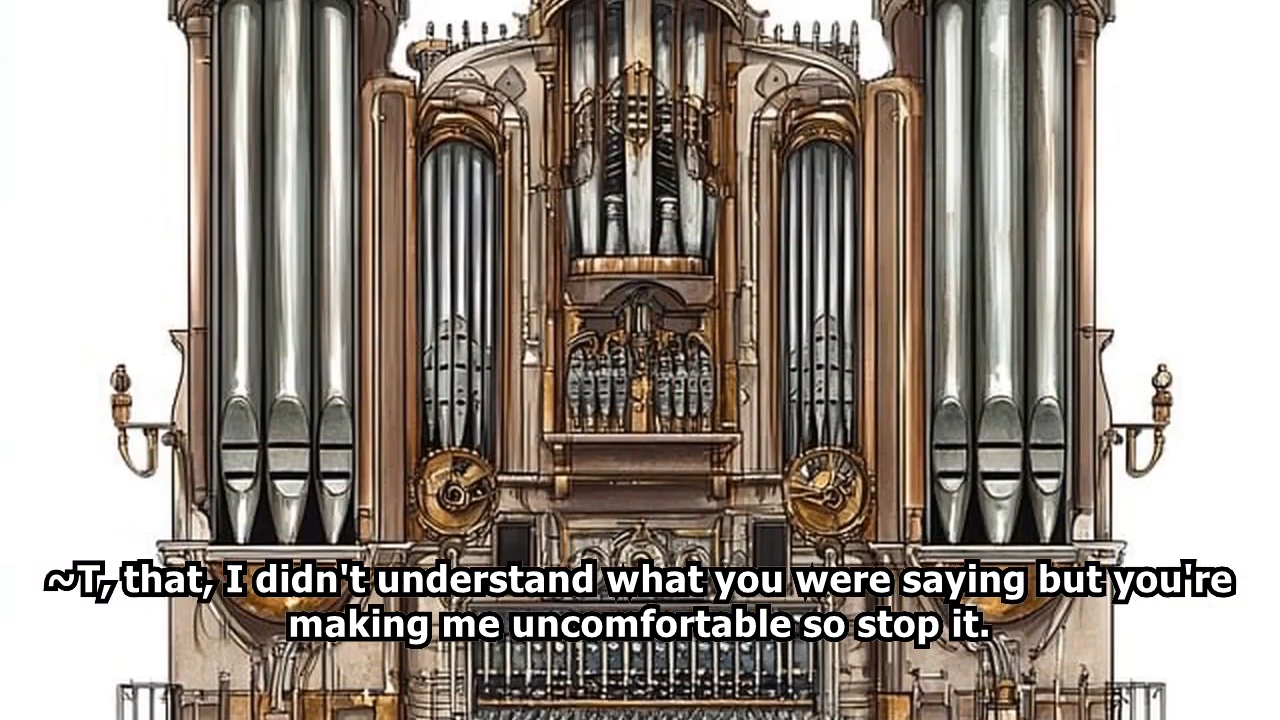 ~T, that, I didn't understand what you were saying but you're
making me uncomfortable so stop it.